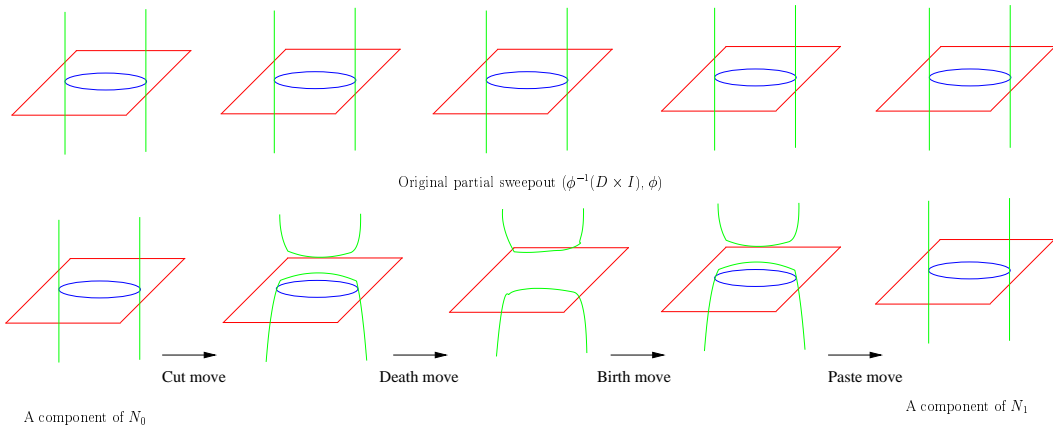 Original partial sweepout (ϕ⁻¹(D × I), ϕ)
Cut move
Death move
Birth move
Paste move
A component of N₀
A component of N₁